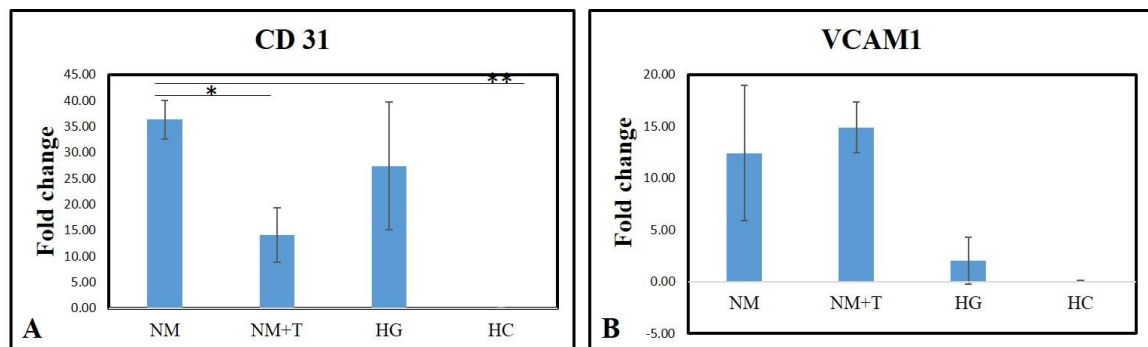 CD 31
45.00
40.00
35.00
30.00
25.00
20.00
15.00
10.00
5.00
0.00
Fold change
*
**
NM
NM+T
HG
HC
A
VCAM1
20.00
15.00
10.00
5.00
0.00
-5.00
Fold change
NM
NM+T
HG
HC
B